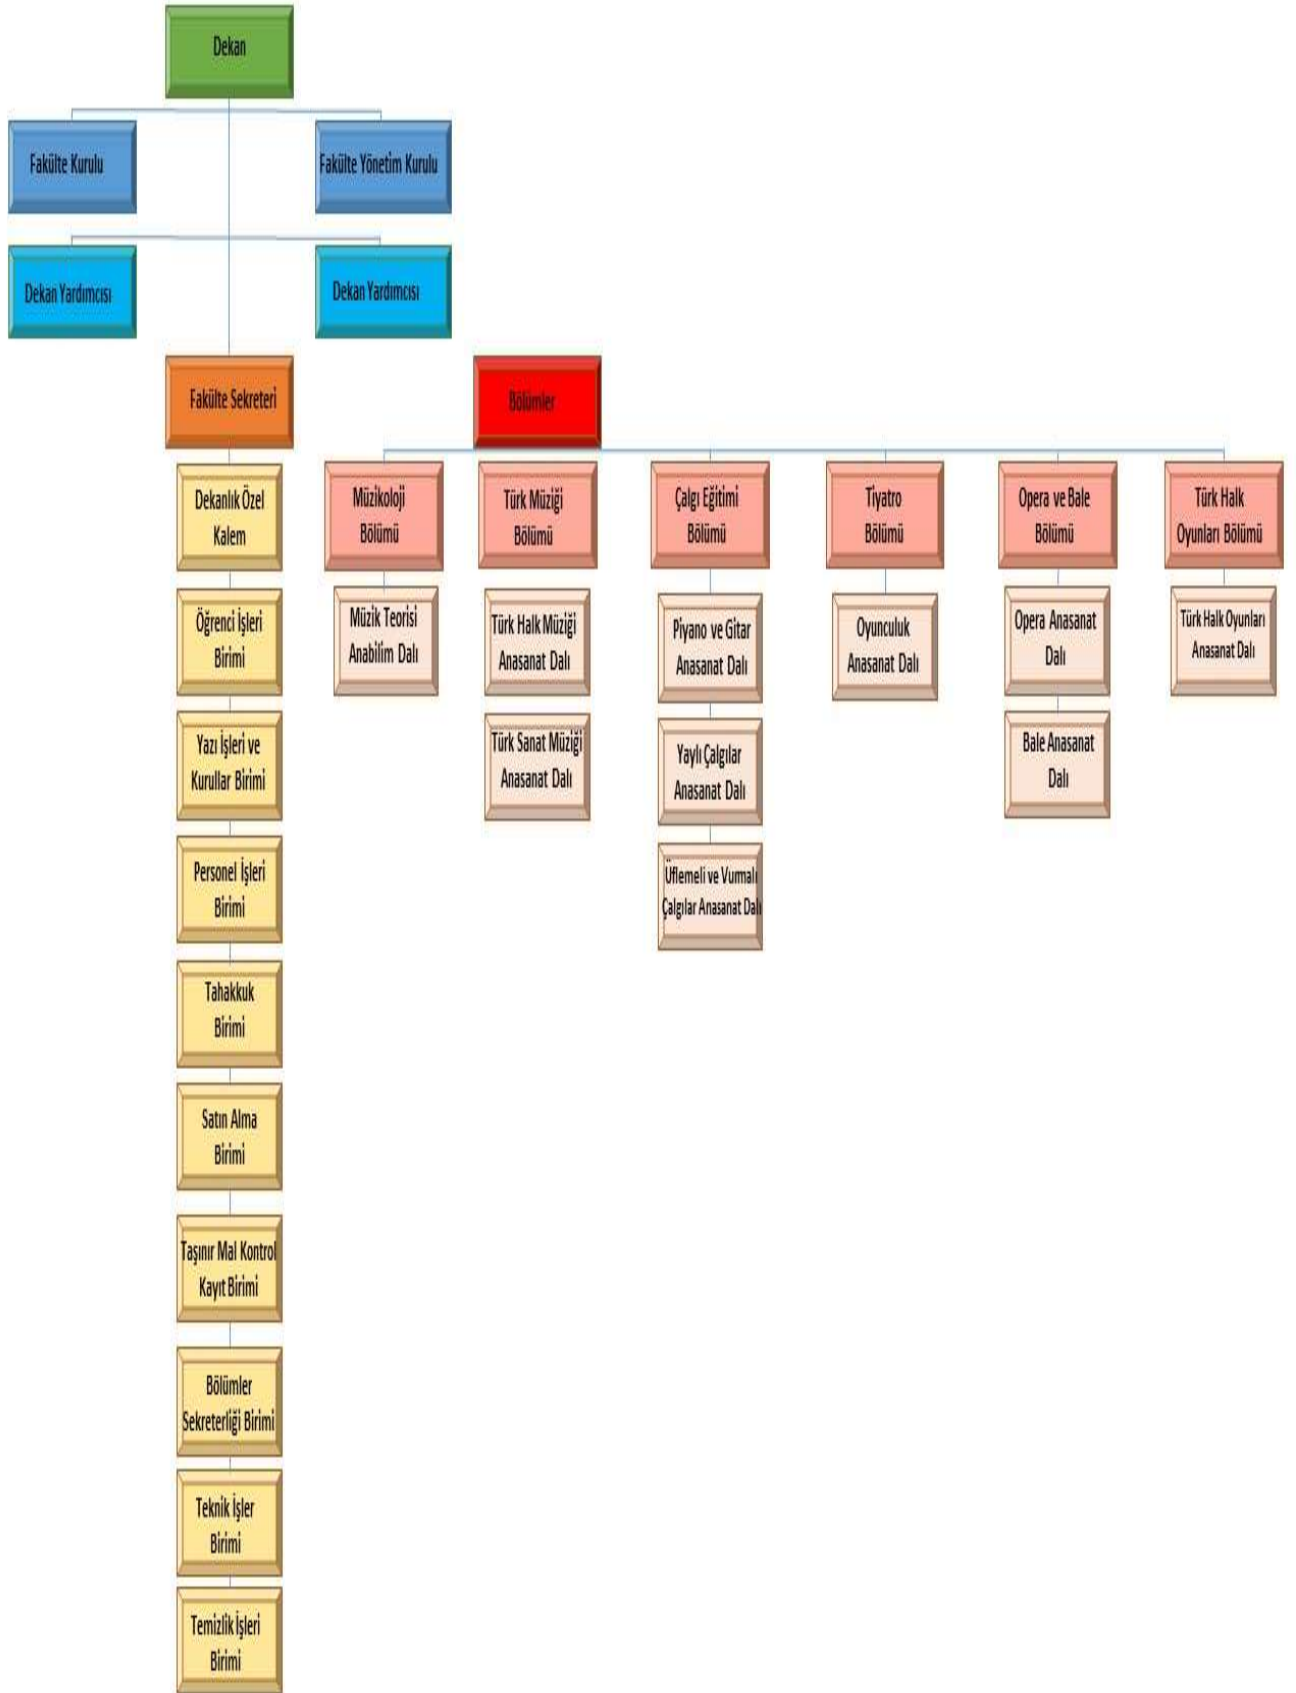 Dekan
Fakülte Kurulu
Fakülte Yönetim Kurulu
Dekan Yardımcısı
Dekan Yardımcısı
Fakülte Sekreteri
Bölümler
Dekanlık Özel
Kalem
Öğrenci İşleri
Birimi
Yazı İşleri ve
Kurullar Birimi
Personel İşleri
Birimi
Tahakkuk
Birimi
Satın Alma
Birimi
Taşınır Mal Kontrol
Kayıt Birimi
Bölümler
Sekreterliği Birimi
Teknik İşler
Birimi
Temizlik İşleri
Birimi
Müzikoloji
Bölümü
Müzik Teorisi
Anabilim Dalı
Türk Müziği
Bölümü
Türk Halk Müziği
Anasanat Dalı
Türk Sanat Müziği
Anasanat Dalı
Çalgı Eğitimi
Bölümü
Piyano ve Gitar
Anasanat Dalı
Yaylı Çalgılar
Anasanat Dalı
Üflemeli ve Vurmalı
Çalgılar Anasanat Dalı
Tiyatro
Bölümü
Oyunculuk
Anasanat Dalı
Opera ve Bale
Bölümü
Opera Anasanat
Dalı
Bale Anasanat
Dalı
Türk Halk
Oyunları Bölümü
Türk Halk Oyunları
Anasanat Dalı